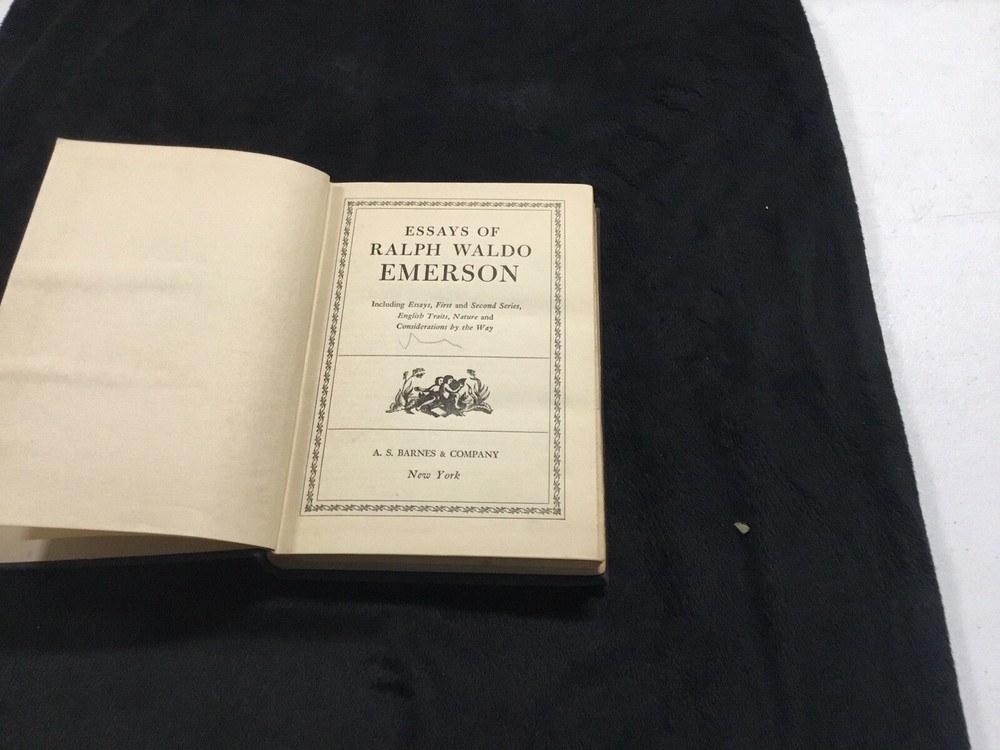 ESSAYS OF
RALPH WALDO
EMERSON
Including Essays, First and Second Series,
English Traits, Nature and
Considerations by the Way
A. S. BARNES & COMPANY
New York